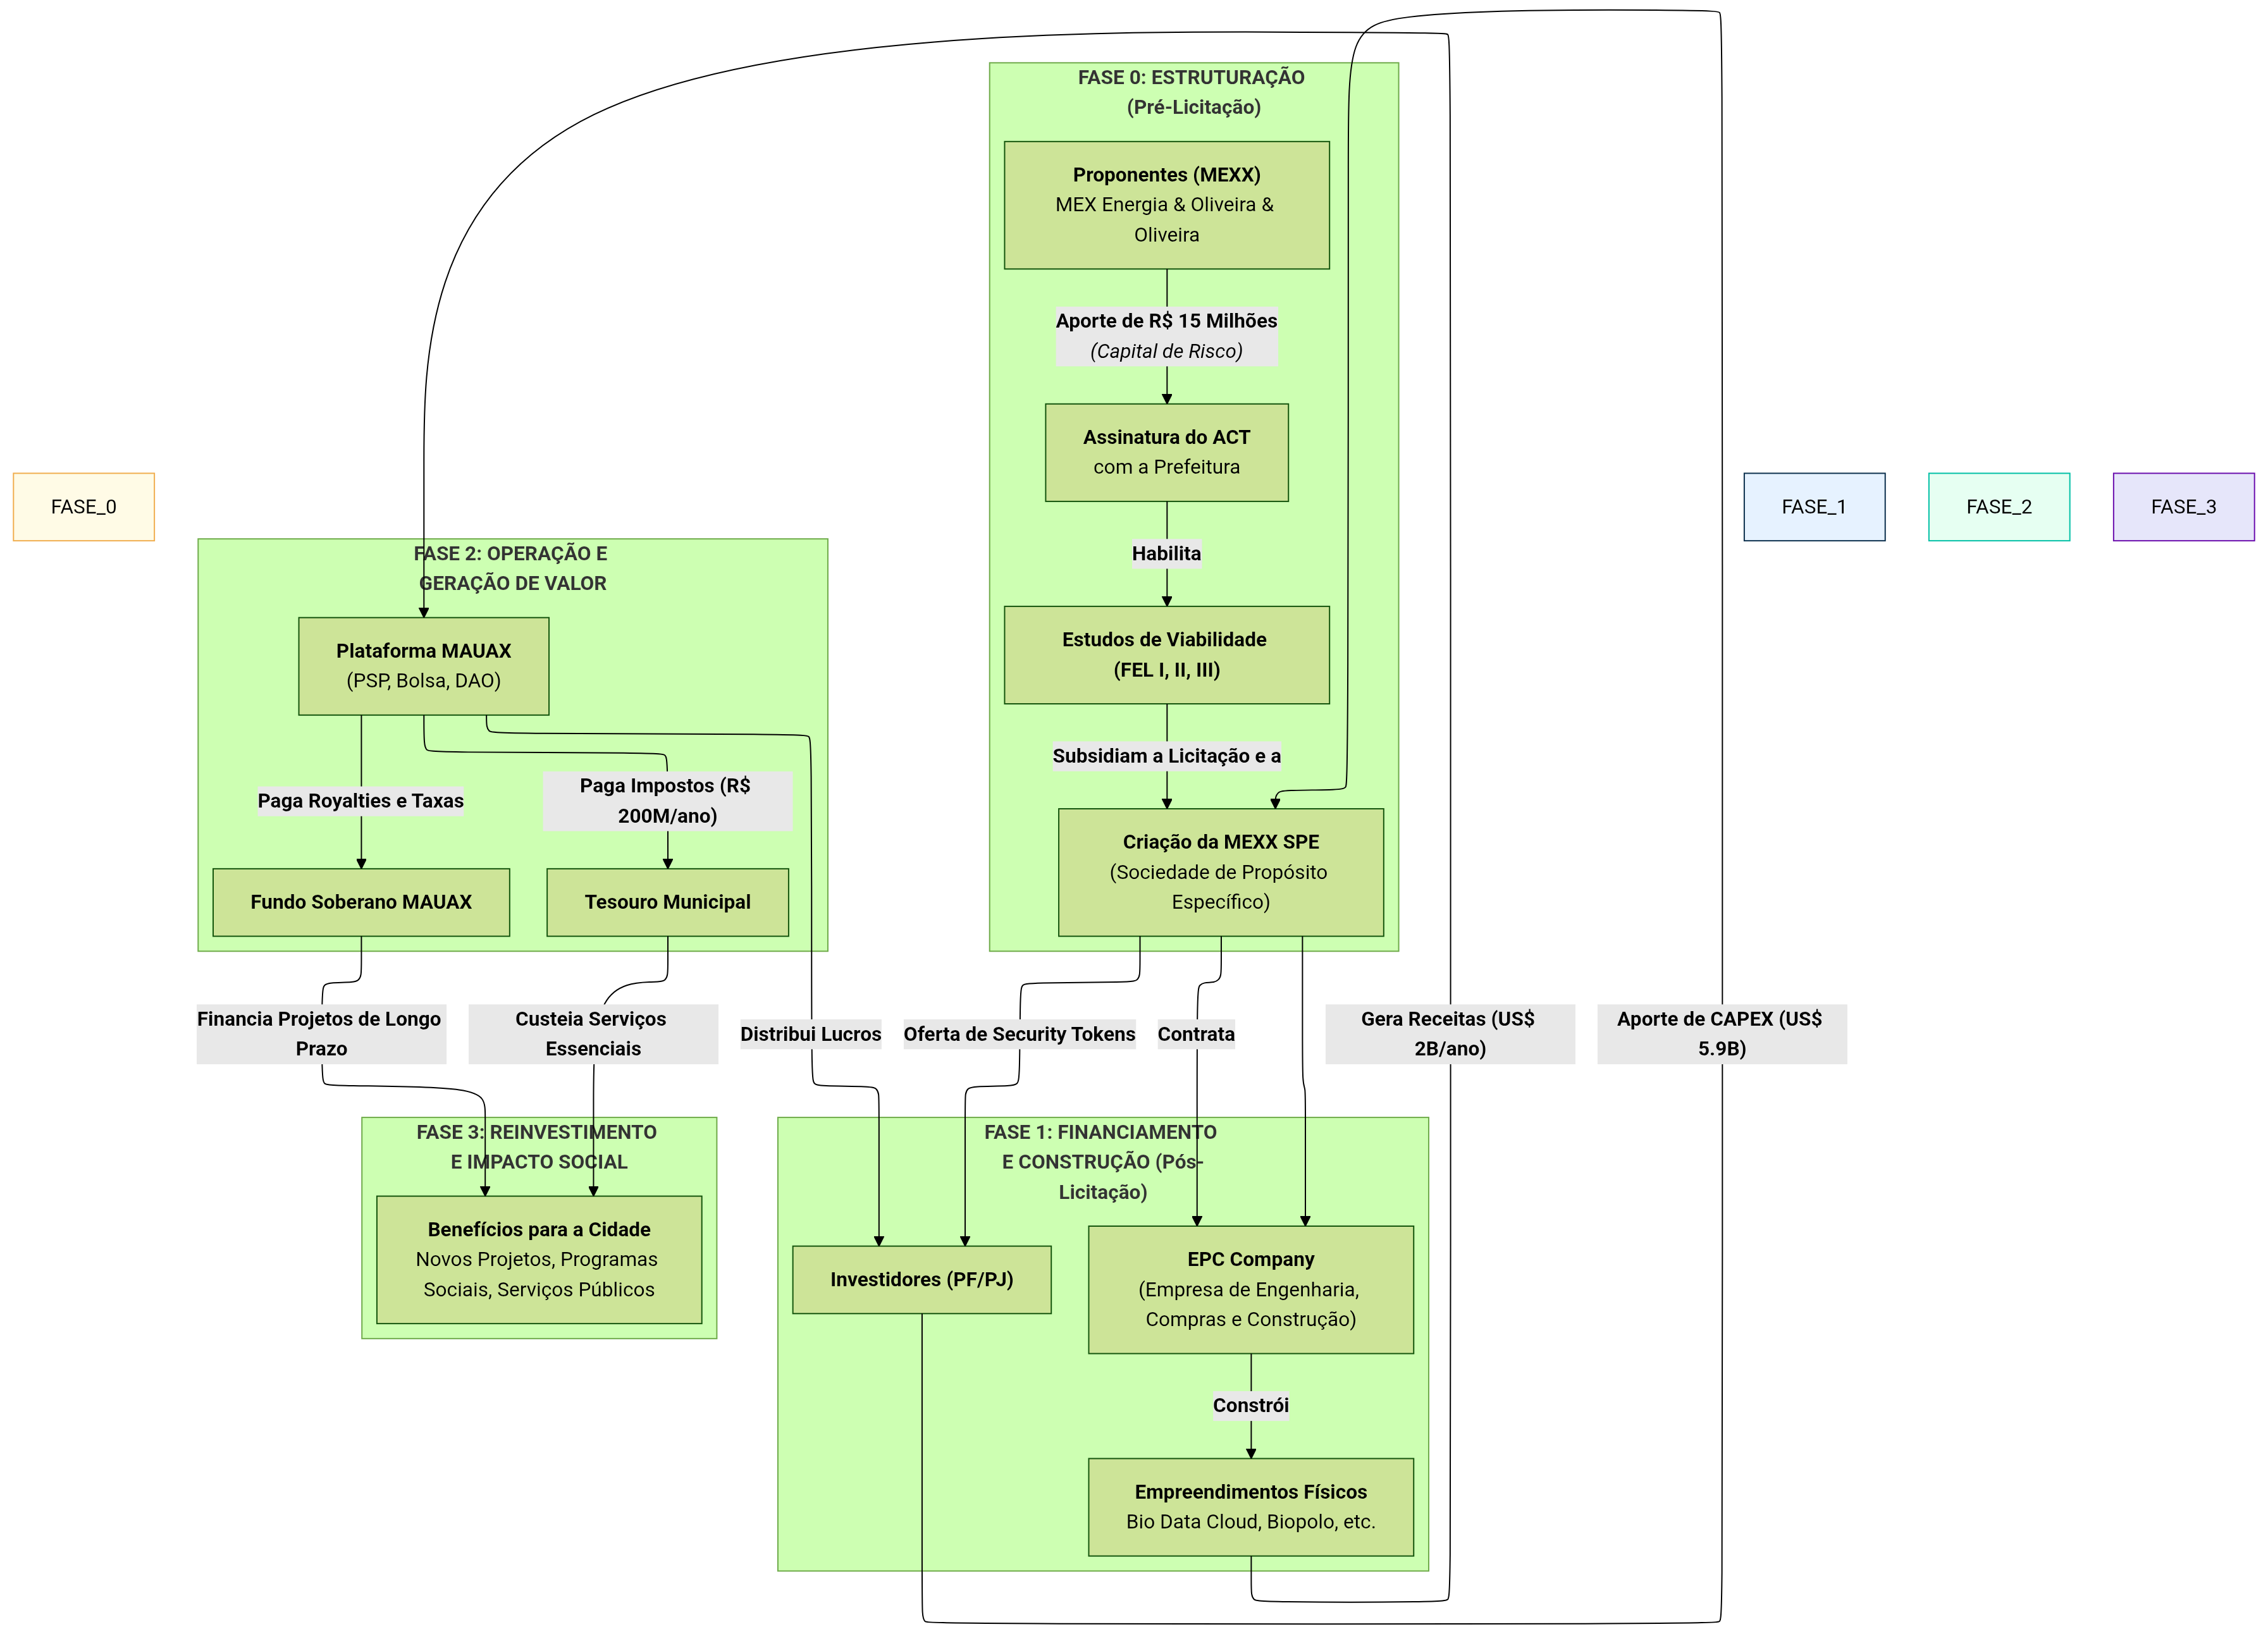 FASE 0: ESTRUTURAÇÃO
(Pré-Licitação)
Proponentes (MEXX)
MEX Energia & Oliveira &
Oliveira
Aporte de R$ 15 Milhões
(Capital de Risco)
Assinatura do ACT
com a Prefeitura
Habilita
Estudos de Viabilidade
(FEL I, II, III)
Subsidiam a Licitação e a
Criação da MEXX SPE
(Sociedade de Propósito
Específico)
FASE_0
FASE_1
FASE_2
FASE_3
FASE 2: OPERAÇÃO E
GERAÇÃO DE VALOR
Plataforma MAUAX
(PSP, Bolsa, DAO)
Paga Royalties e Taxas
Paga Impostos (R$
200M/ano)
Fundo Soberano MAUAX
Tesouro Municipal
Financia Projetos de Longo
Prazo
Custeia Serviços
Essenciais
Distribui Lucros
Oferta de Security Tokens
Contrata
Gera Receitas (US$
2B/ano)
Aporte de CAPEX (US$
5.9B)
FASE 3: REINVESTIMENTO
E IMPACTO SOCIAL
Benefícios para a Cidade
Novos Projetos, Programas
Sociais, Serviços Públicos
FASE 1: FINANCIAMENTO
E CONSTRUÇÃO (Pós-
Licitação)
Investidores (PF/PJ)
EPC Company
(Empresa de Engenharia,
Compras e Construção)
Constrói
Empreendimentos Físicos
Bio Data Cloud, Biopolo, etc.